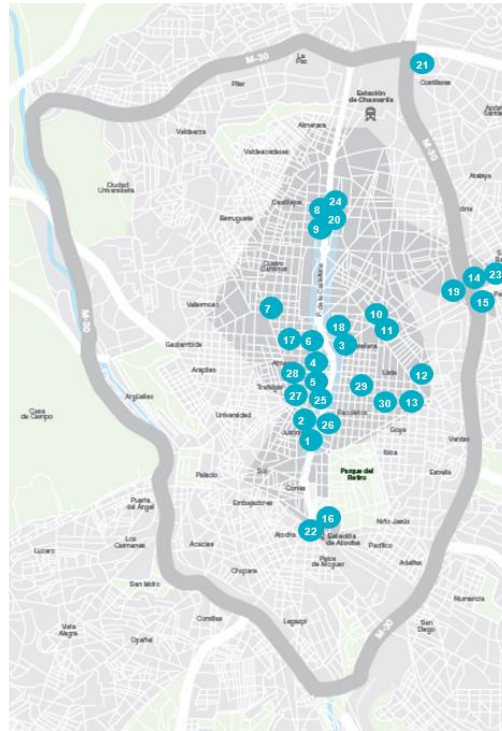 M-30
La
Paz
21
Costillares
Pilar
Estación
de Chamartín
Almenara
Valdezarza
Valdeacederas
M-30
Atalaya
Ciudad
Universitaria
Castillejos
24
8
20
9
Berruguete
Cuatro
Caminos
P. de la Castellana
14
23
19
15
Vallehermoso
7
10
18
11
17
6
3
Gaztambide
4
Arapiles
28
5
Lista
12
29
Argüelles
Trafalgar
27
25
30
13
Casa
de Campo
Universidad
Recoletos
2
26
Goya
Justicia
1
Ventas
M-30
Ibiza
Sol
Parque del
Retiro
Estrella
Palacio
Cortes
Puerta
del Ángel
Embajadores
16
Niño Jesús
Los
Cármenes
Atocha
22
Estación
de Atocha
Pacífico
Lucero
Acacias
Palos
de Moguer
Adelfas
Chopera
San Isidro
Numancia
Comillas
Legazpi
San
Diego
M-30
Opañel